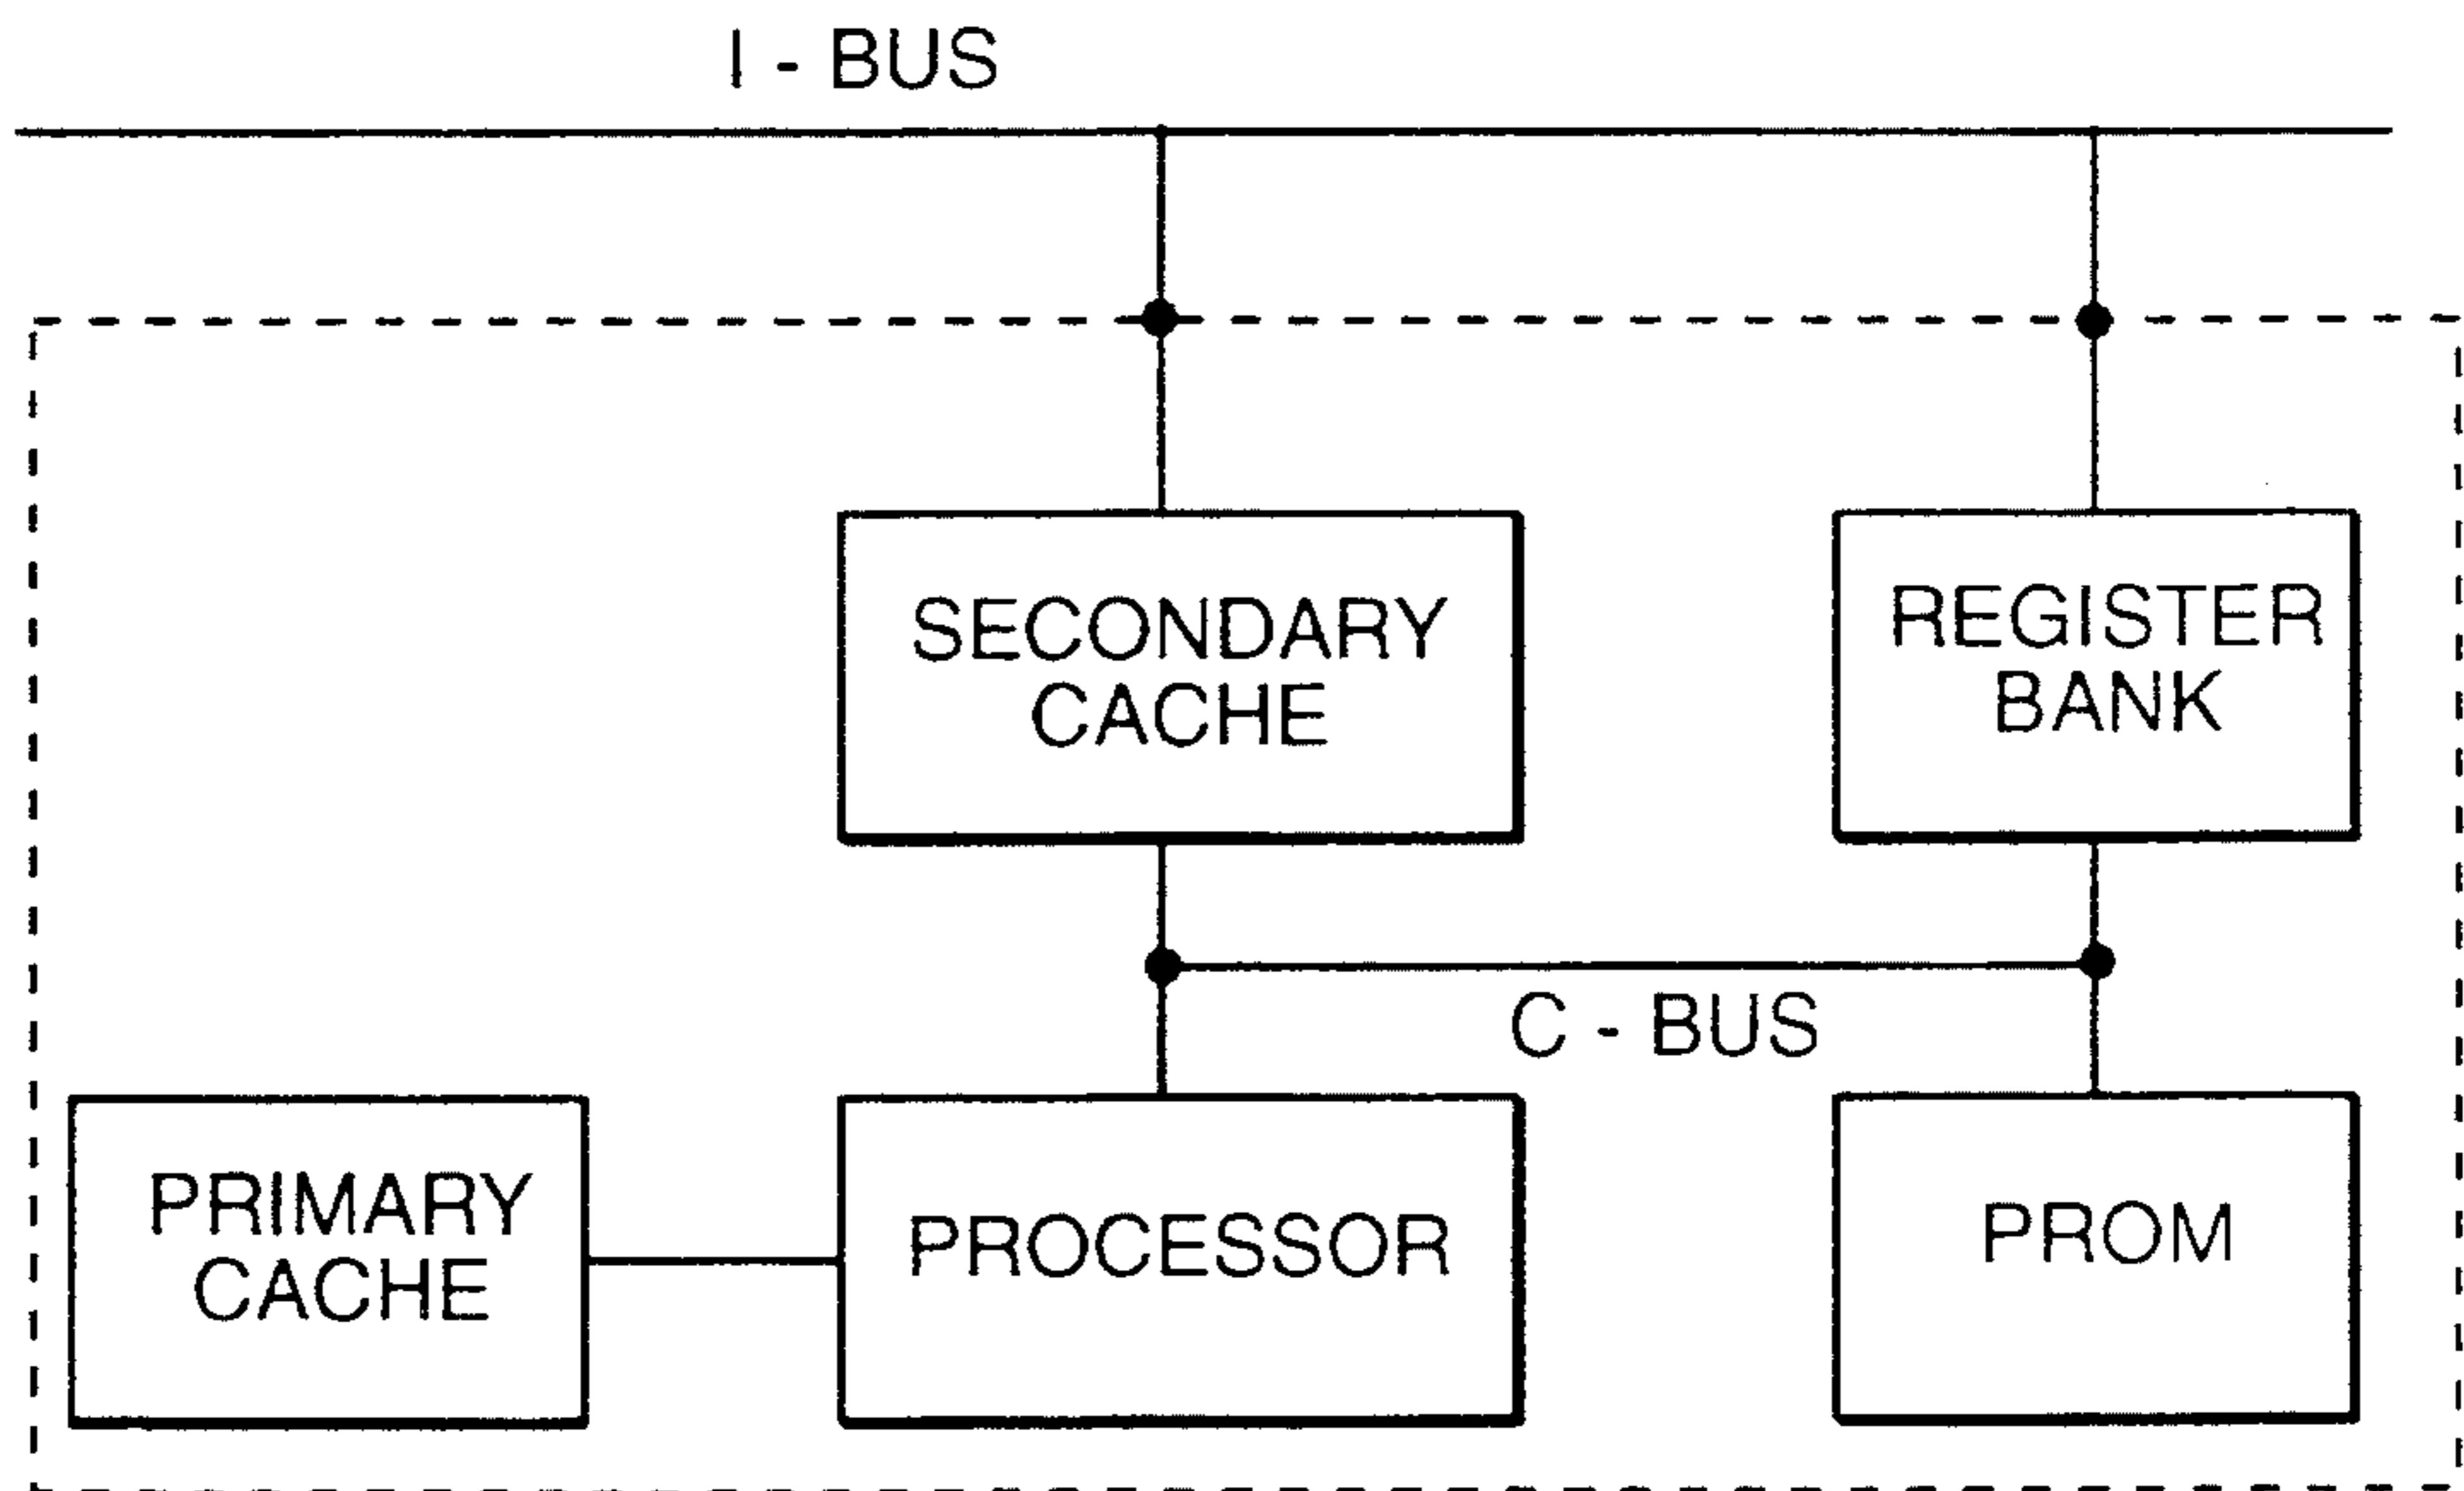 I - BUS
SECONDARY
CACHE
REGISTER
BANK
C - BUS
PRIMARY
CACHE
PROCESSOR
PROM